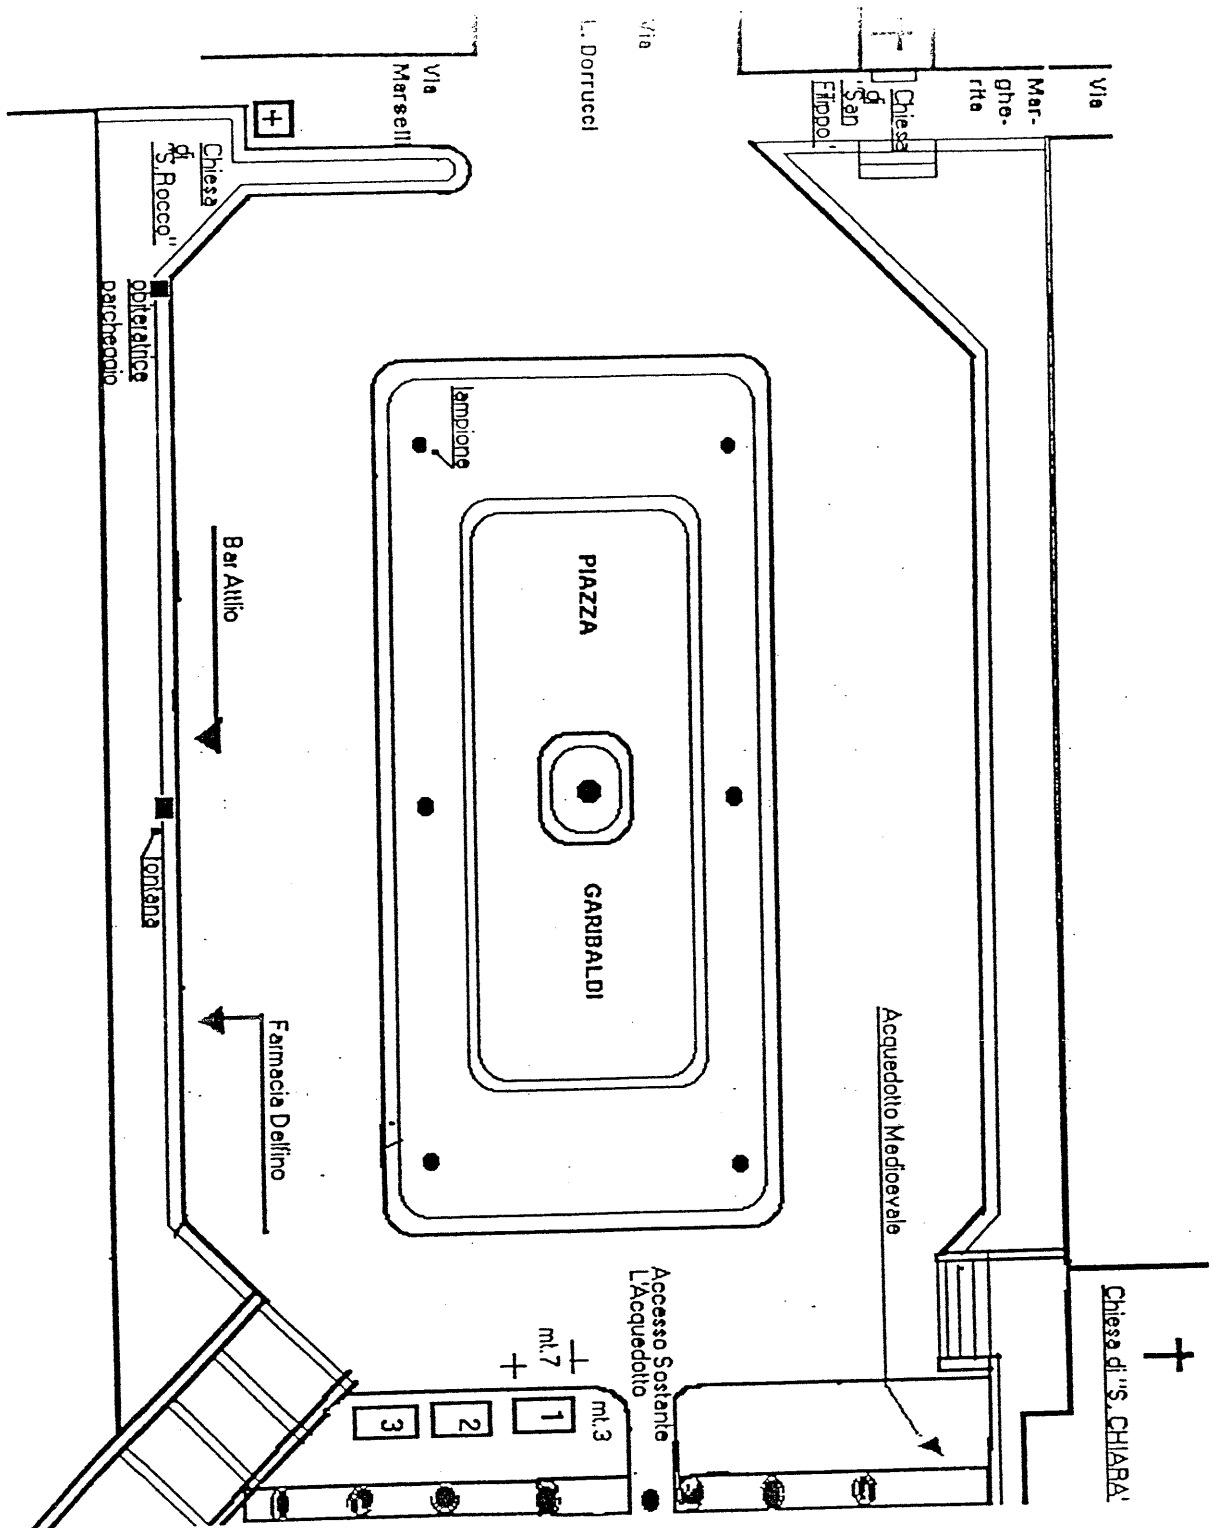 Via
Mar-
ghe-
rita
Chiesa
di
"San
Filippo"
Via
L. Dorrucci
Via
Marselli
Chiesa
di
"S.Rocco"
obliteratrice
parcheggio
lampione
PIAZZA
GARIBALDI
Bar Attlio
fontana
Farmacia Delfino
Acquedotto Medioevale
Accesso Sostante
L'Acquedotto
mt.7
mt.3
1
2
3
Chiesa di "S. CHIARA"